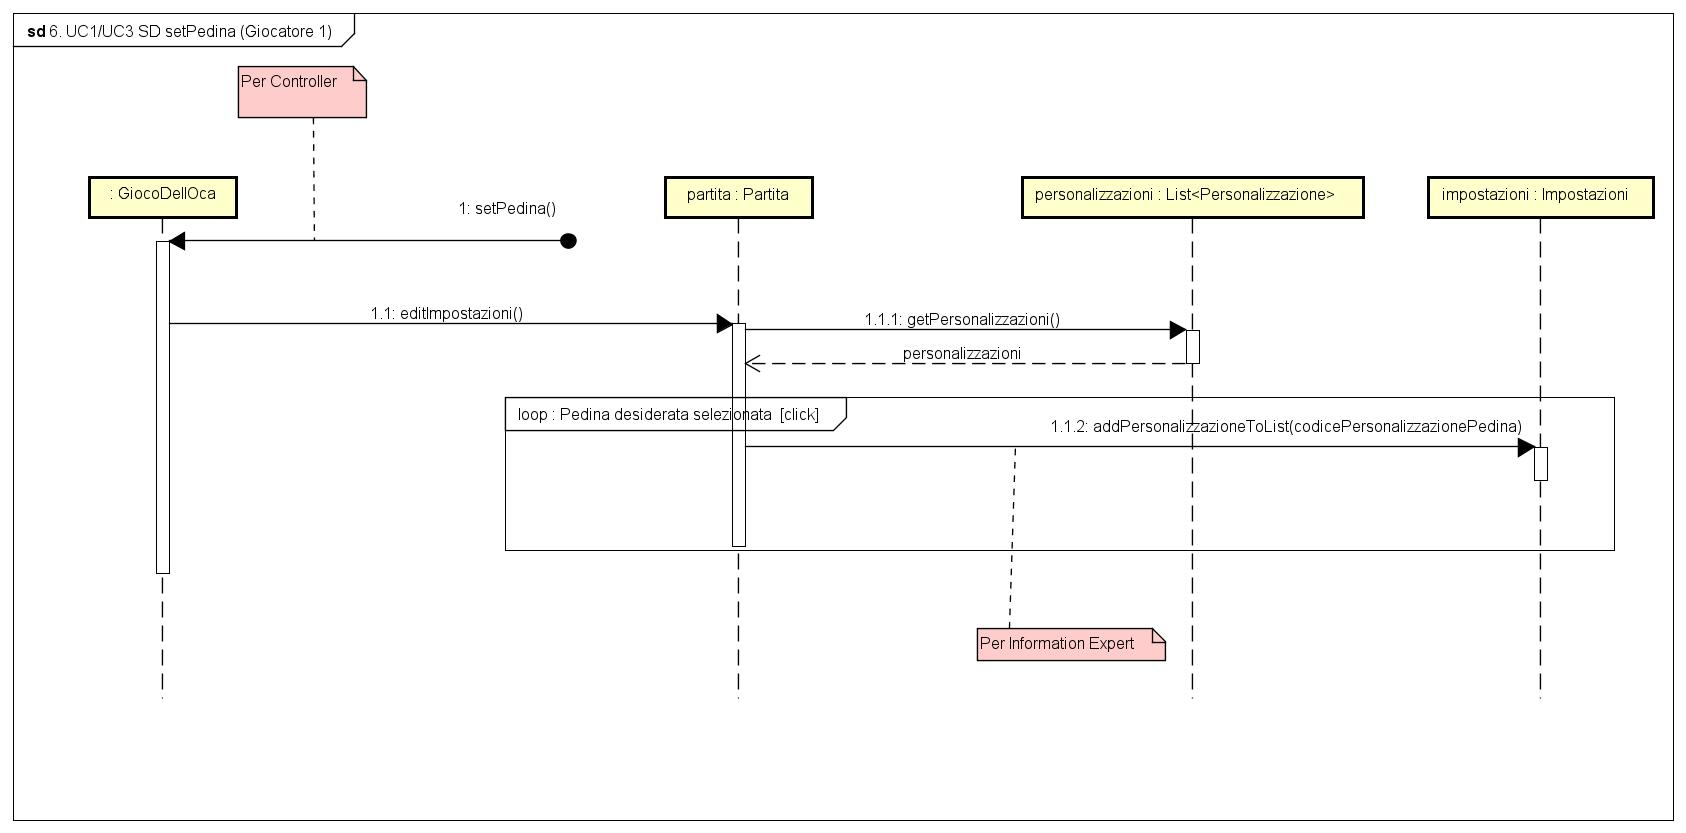 sd 6. UC1/UC3 SD setPedina (Giocatore 1)
Per Controller
: GiocoDellOca
partita : Partita
personalizzazioni : List<Personalizzazione>
impostazioni : Impostazioni
1: setPedina()
1.1: editImpostazioni()
1.1.1: getPersonalizzazioni()
personalizzazioni
loop : Pedina desiderata selezionata [click]
1.1.2: addPersonalizzazioneToList(codicePersonalizzazionePedina)
Per Information Expert